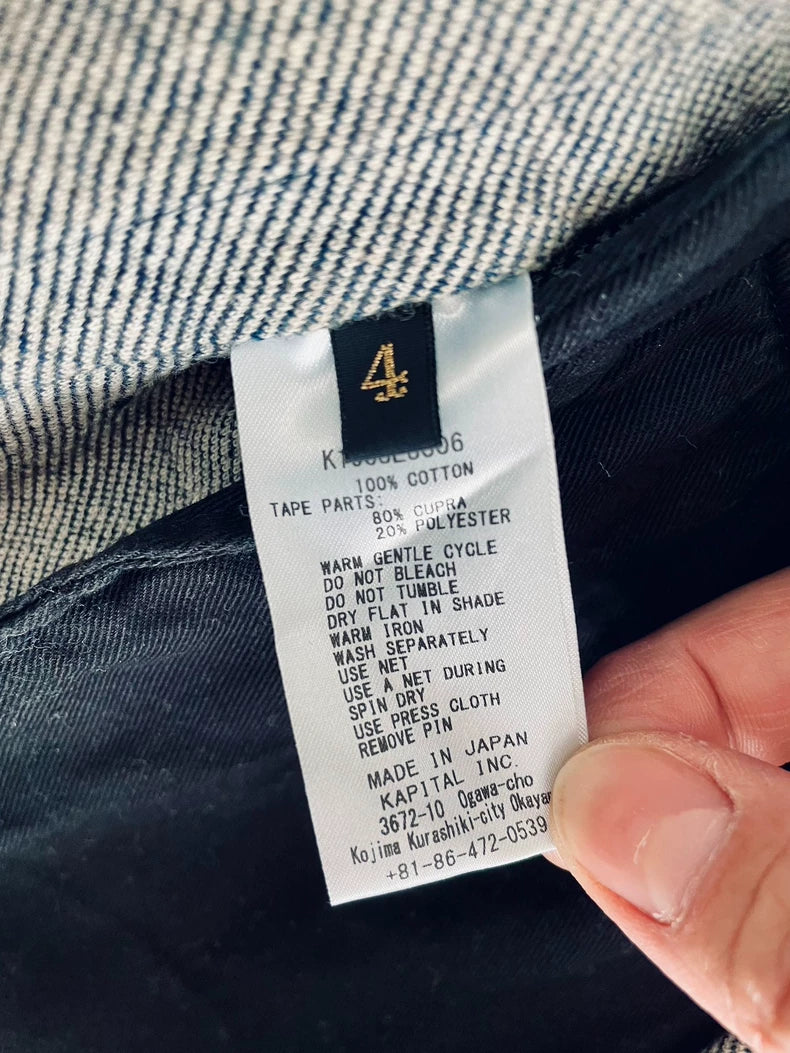 4
100% COTTON
TAPE PARTS:
80% CUPRA
20% POLYESTER
WARM GENTLE CYCLE
DO NOT BLEACH
DO NOT TUMBLE
DRY FLAT IN SHADE
WARM IRON
WASH SEPARATELY
USE NET
USE A NET DURING
SPIN DRY
USE PRESS CLOTH
REMOVE PIN
MADE IN JAPAN
KAPITAL INC.
3672-10 Ogawa-cho
Kojima Kurashiki-city
+81-86-472-0539